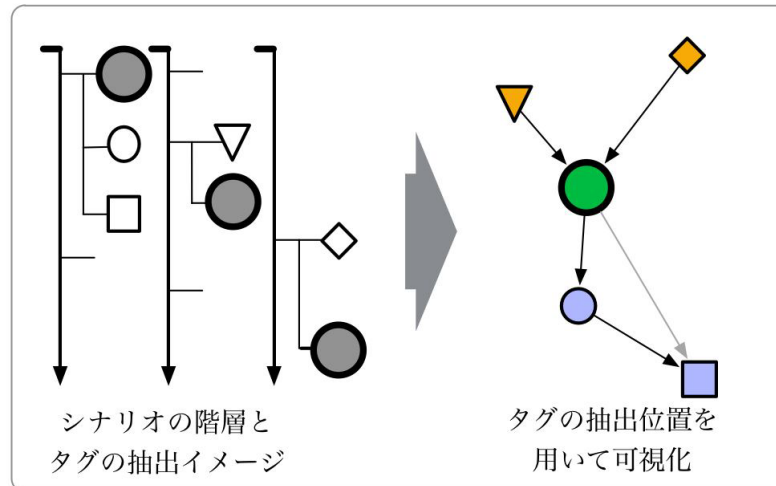 シナリオの階層と
タグの抽出イメージ
タグの抽出位置を
用いて可視化